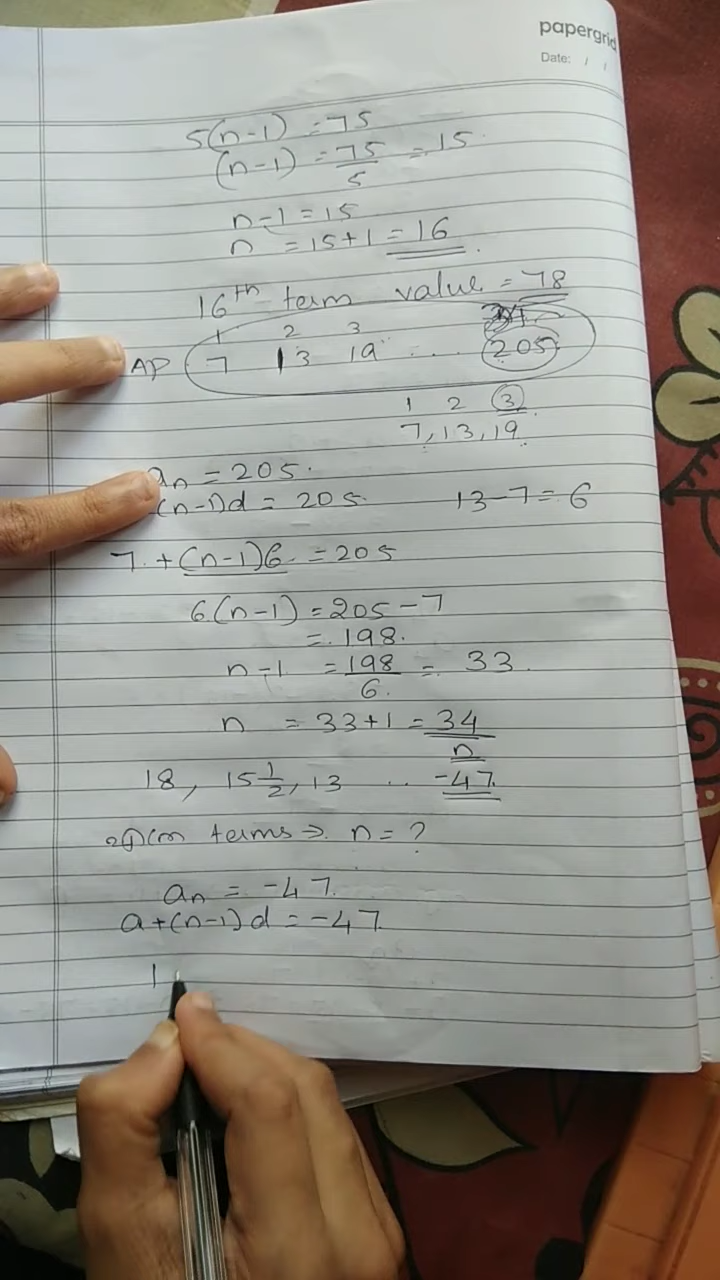 papergrid
Date: / /
5(n-1) = 75
(n-1) = 75/5 = 15
n-1 = 15
n = 15+1 = 16
16th term value = 78
1 2 3
AP 7 13 19 ... 205
1 2 3
7, 13, 19
an = 205.
(n-1)d = 205 13-7 = 6
7 + (n-1)6 = 205
6(n-1) = 205-7
= 198.
n-1 = 198/6 = 33
n = 33+1 = 34
n
18, 15 1/2, 13 .. -47
terms ⇒ n = ?
an = -47
a+(n-1)d = -47
1